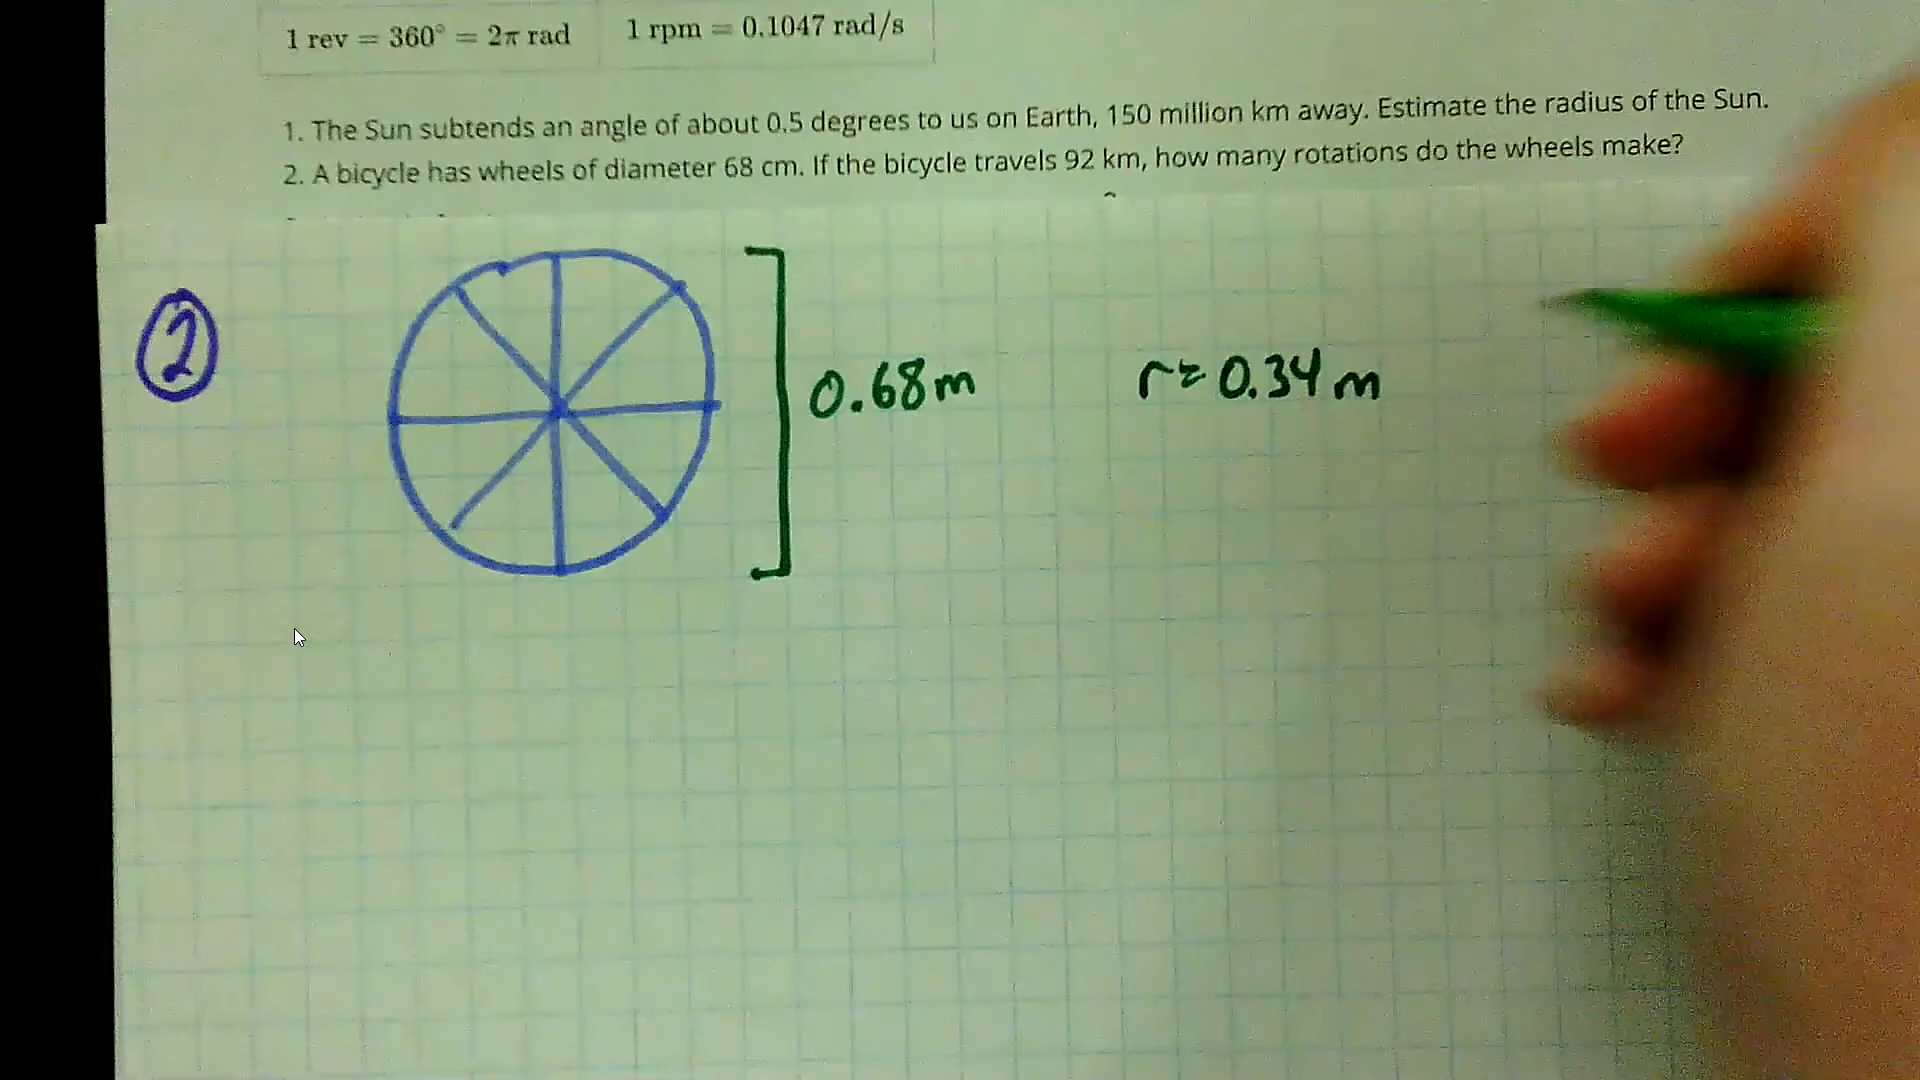 1 rev = 360° = 2π rad 1 rpm = 0.1047 rad/s
1. The Sun subtends an angle of about 0.5 degrees to us on Earth, 150 million km away. Estimate the radius of the Sun.
2. A bicycle has wheels of diameter 68 cm. If the bicycle travels 92 km, how many rotations do the wheels make?
2
0.68m
r = 0.34 m